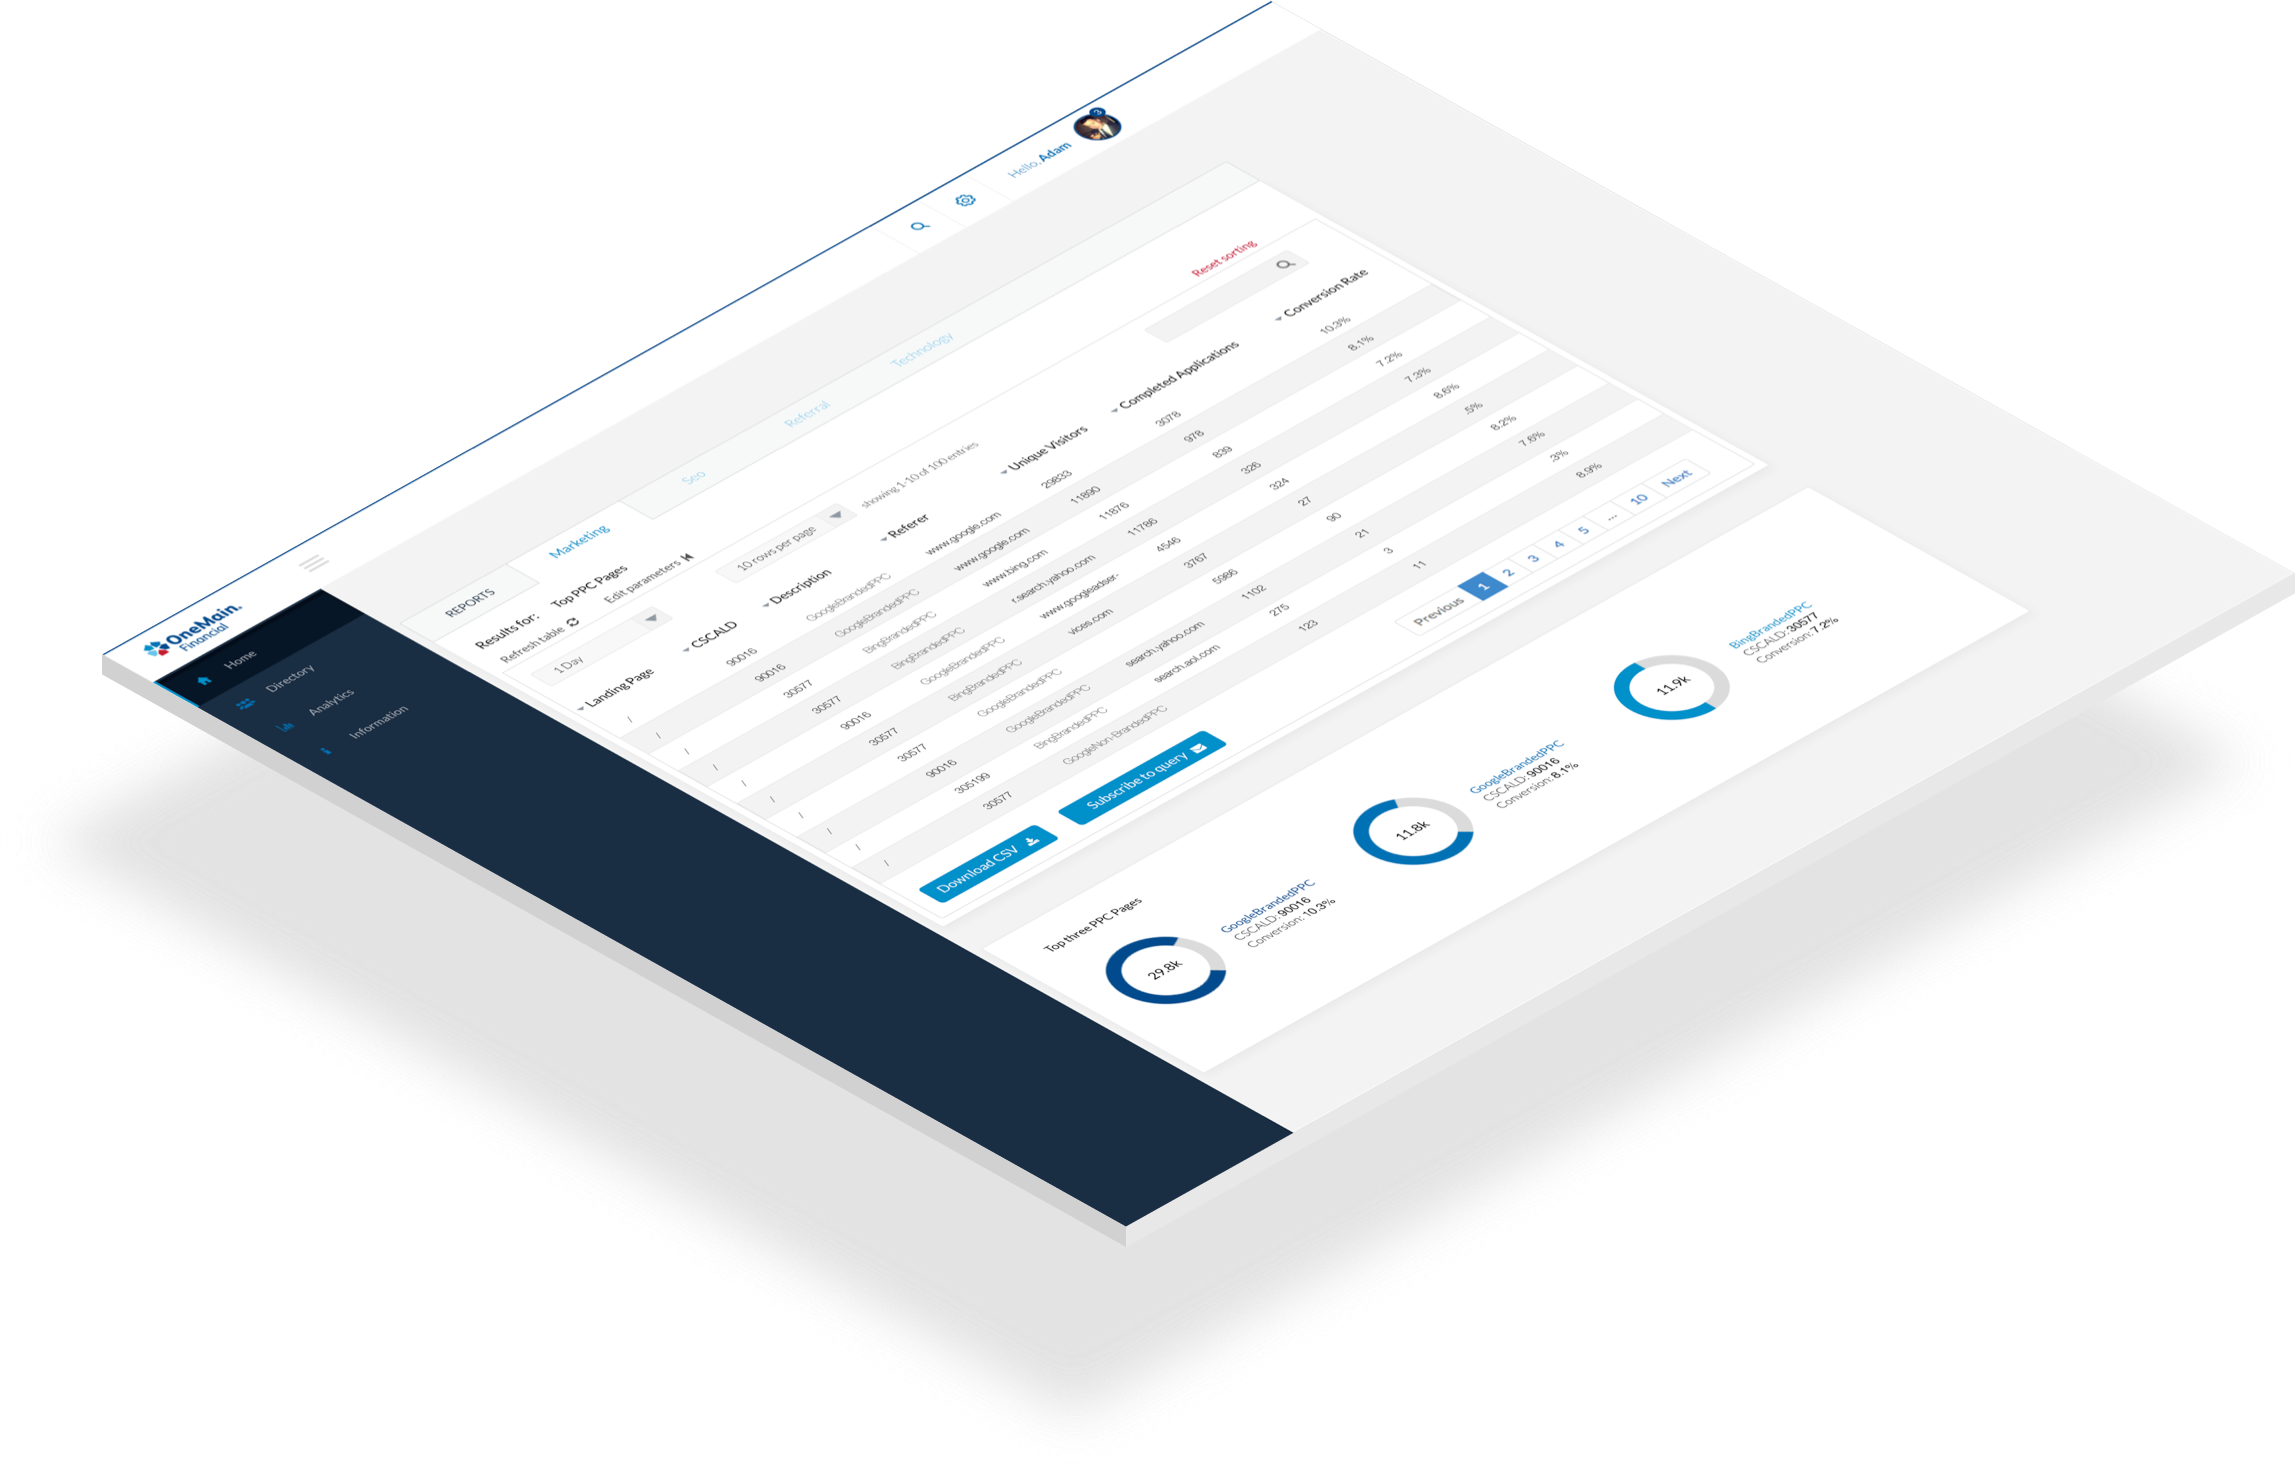 OneMain.
Financial
Hello, Adam
3
Home
Directory
Analytics
Information
REPORTS Marketing Seo Referral Technology
Results for: Top PPC Pages
Refresh table Edit parameters Reset sorting
1 Day 10 rows per page showing 1-10 of 100 entries
Landing Page CSCALD Description Referer Unique Visitors Completed Applications Conversion Rate
/ 90016 GoogleBrandedPPC www.google.com 29833 3078 10.3%
/ 90016 GoogleBrandedPPC www.google.com 11890 978 8.1%
/ 30577 BingBrandedPPC www.bing.com 11876 839 7.2%
/ 30577 BingBrandedPPC r.search.yahoo.com 11786 326 7.3%
/ 90016 GoogleBrandedPPC www.googleadser- 4546 324 8.6%
/ 30577 BingBrandedPPC vices.com 3767 27 .5%
/ 30577 GoogleBrandedPPC 5986 90 8.2%
/ 90016 GoogleBrandedPPC search.yahoo.com 1102 21 7.6%
/ 305199 BingBrandedPPC search.aol.com 275 3 .3%
/ 30577 GoogleNon-BrandedPPC 123 11 8.9%
Download CSV Subscribe to query Previous 1 2 3 4 5 ... 10 Next
Top three PPC Pages
29.8k
GoogleBrandedPPC
CSCALD: 90016
Conversion: 10.3%
11.8k
GoogleBrandedPPC
CSCALD: 90016
Conversion: 8.1%
11.9k
BingBrandedPPC
CSCALD: 30577
Conversion: 7.2%